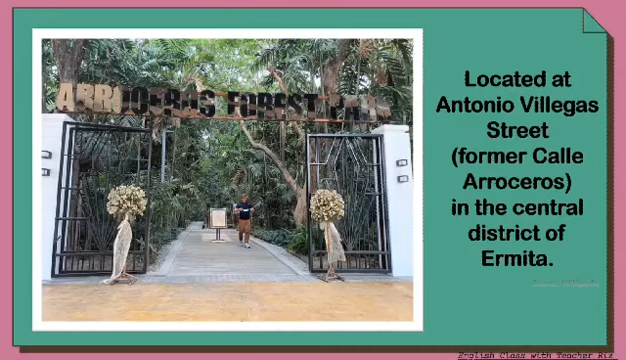 ARROCEROS FOREST PARK
Located at
Antonio Villegas
Street
(former Calle
Arroceros)
in the central
district of
Ermita.
English Class with Teacher Riz